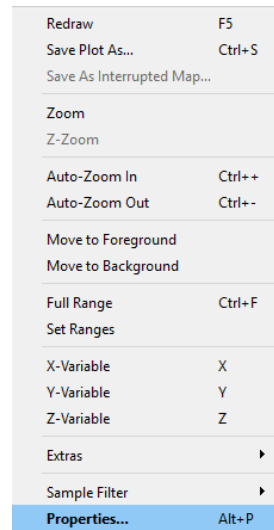 Redraw F5
Save Plot As... Ctrl+S
Save As Interrupted Map...
Zoom
Z-Zoom
Auto-Zoom In Ctrl++
Auto-Zoom Out Ctrl+-
Move to Foreground
Move to Background
Full Range Ctrl+F
Set Ranges
X-Variable X
Y-Variable Y
Z-Variable Z
Extras
Sample Filter
Properties... Alt+P